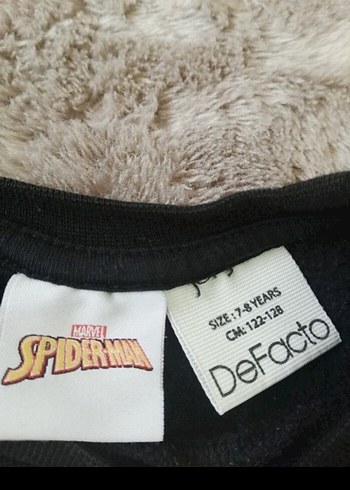 MARVEL
SPIDER-MAN
SIZE: 7-8 YEARS
CM: 122-128
DeFacto